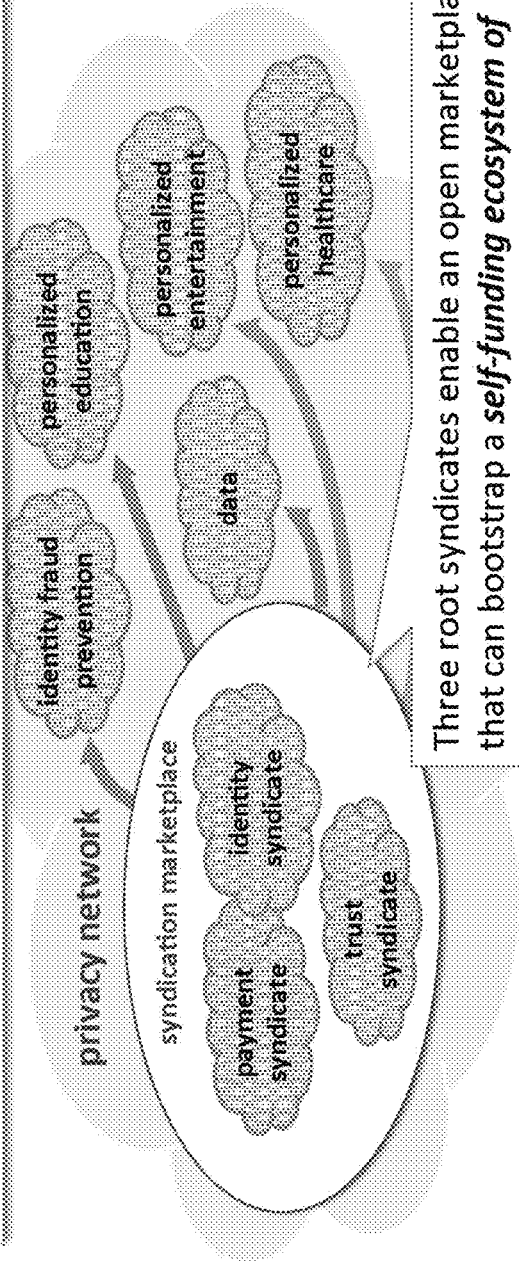 privacy network
syndication marketplace
payment
syndicate
identity
syndicate
trust
syndicate
identity fraud
prevention
personalized
education
data
personalized
entertainment
personalized
healthcare
Three root syndicates enable an open marketpla
that can bootstrap a self-funding ecosystem of